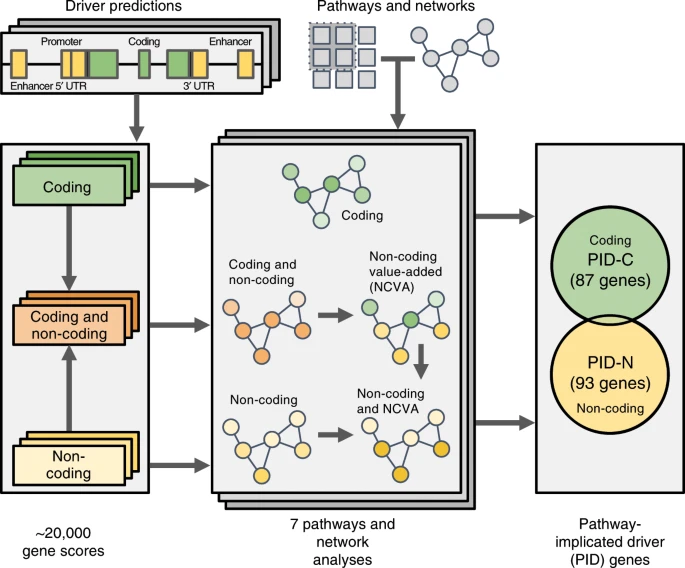 Driver predictions
Pathways and networks
Promoter
Coding
Enhancer
Enhancer 5′ UTR
3′ UTR
Coding
Coding and
non-coding
Non-
coding
~20,000
gene scores
Coding
Coding and
non-coding
Non-coding
value-added
(NCVA)
Non-coding
Non-coding
and NCVA
7 pathways and
network
analyses
Coding
PID-C
(87 genes)
PID-N
(93 genes)
Non-coding
Pathway-
implicated driver
(PID) genes